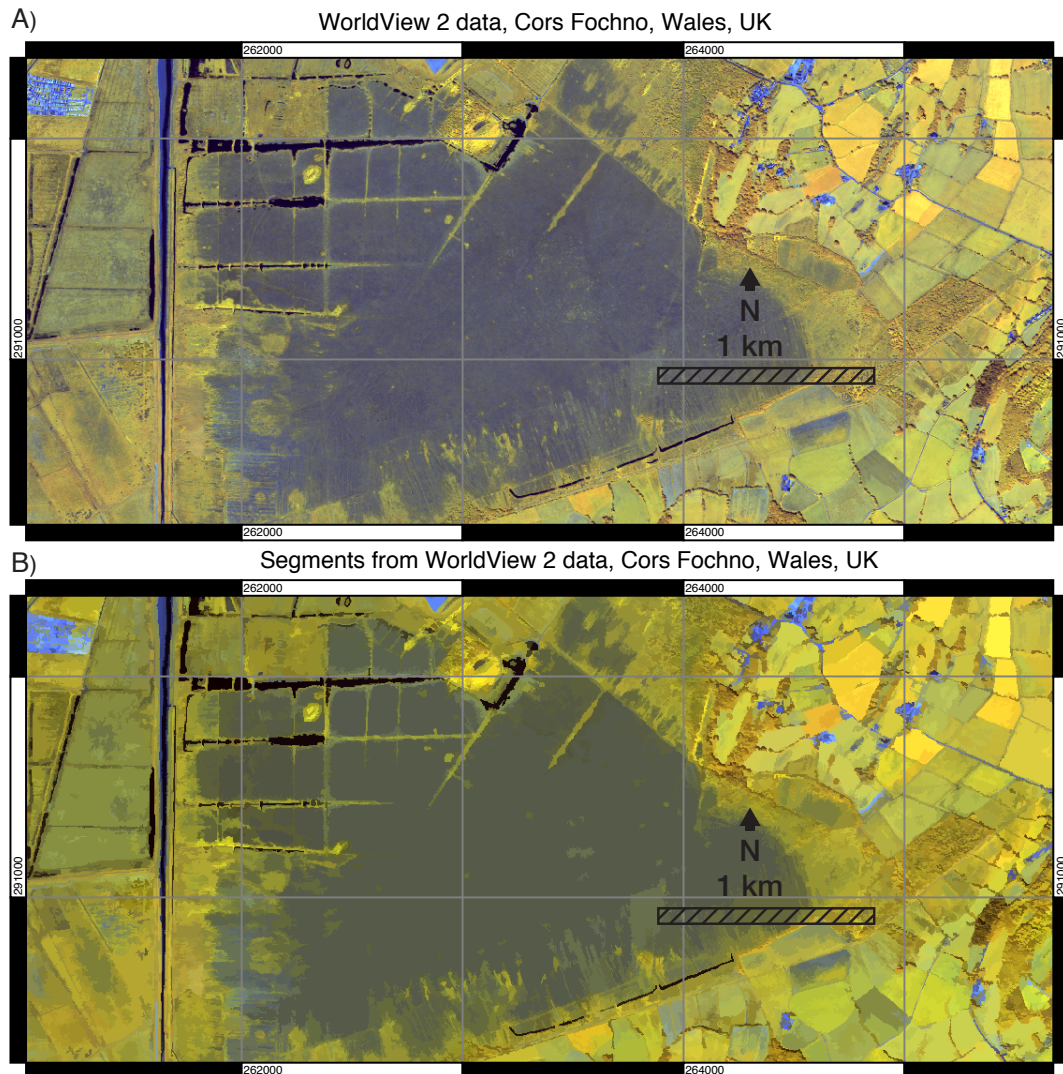 A)
WorldView 2 data, Cors Fochno, Wales, UK
262000
264000
291000
291000
N
1 km
262000
264000
B)
Segments from WorldView 2 data, Cors Fochno, Wales, UK
262000
264000
291000
291000
N
1 km
262000
264000